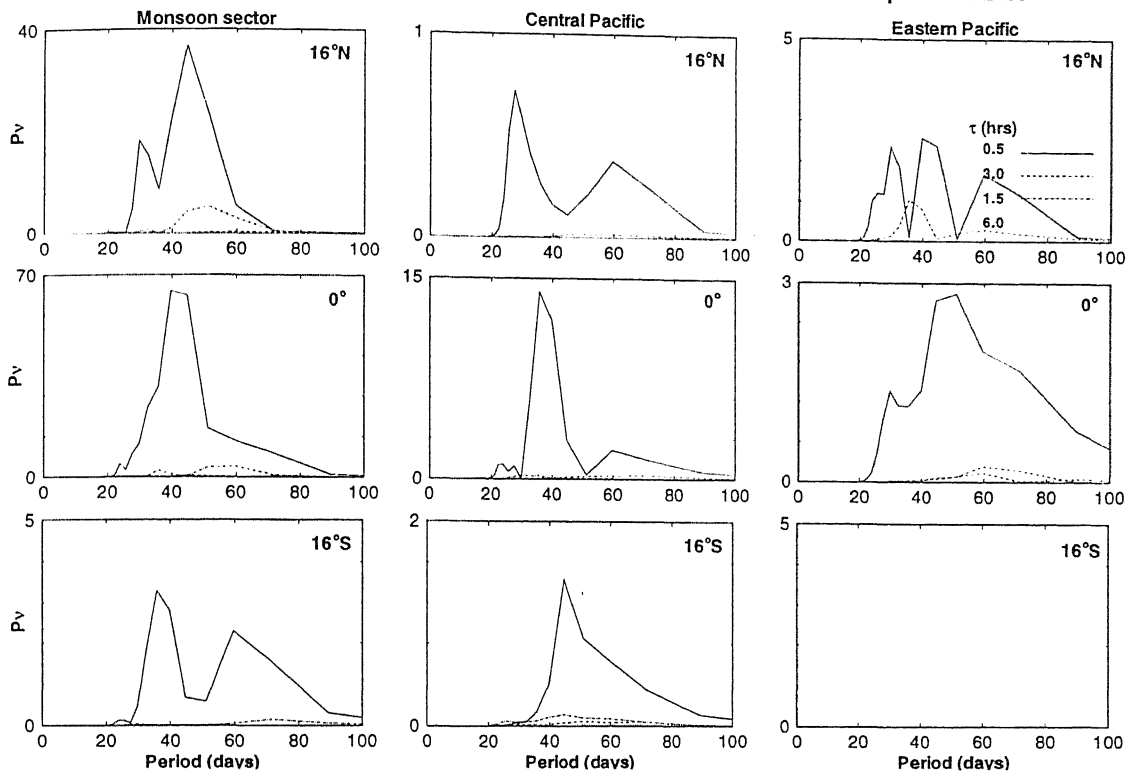 Monsoon sector
Central Pacific
Eastern Pacific
40
16°N
Pν
0
0 20 40 60 80 100
1
16°N
0
0 20 40 60 80 100
5
16°N
τ (hrs)
0.5
3.0
1.5
6.0
0
0 20 40 60 80 100
70
0°
Pν
0
0 20 40 60 80 100
15
0°
0
0 20 40 60 80 100
3
0°
0
0 20 40 60 80 100
5
16°S
Pν
0
0 20 40 60 80 100
Period (days)
2
16°S
0
0 20 40 60 80 100
Period (days)
5
16°S
0
0 20 40 60 80 100
Period (days)